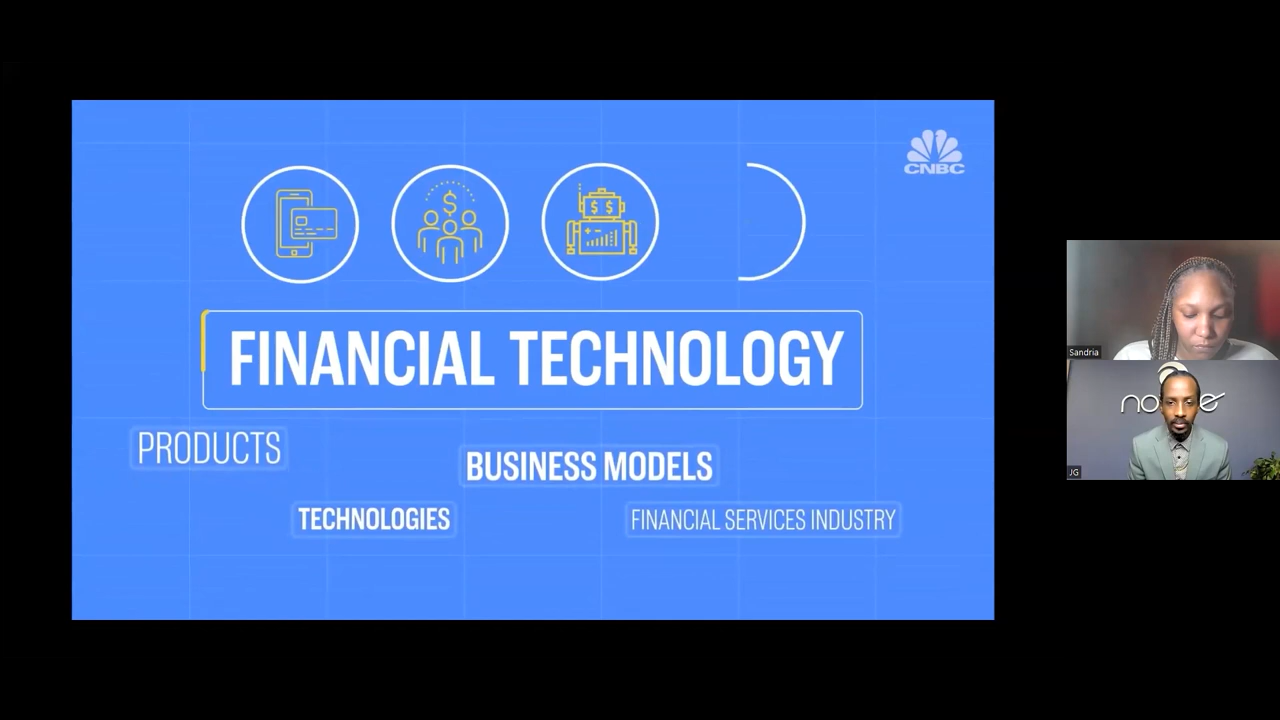 CNBC
$
$ $
FINANCIAL TECHNOLOGY
PRODUCTS
BUSINESS MODELS
TECHNOLOGIES
FINANCIAL SERVICES INDUSTRY
Sandria
JG